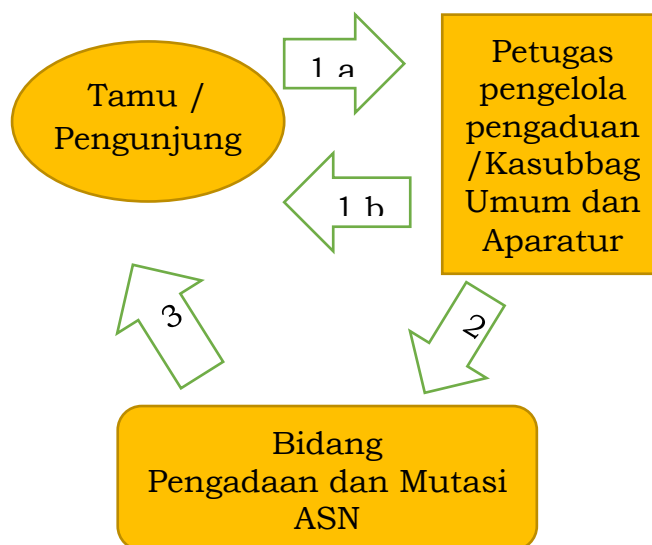 Tamu /
Pengunjung
1 a
Petugas
pengelola
pengaduan
/Kasubbag
Umum dan
Aparatur
1 b
3
2
Bidang
Pengadaan dan Mutasi
ASN